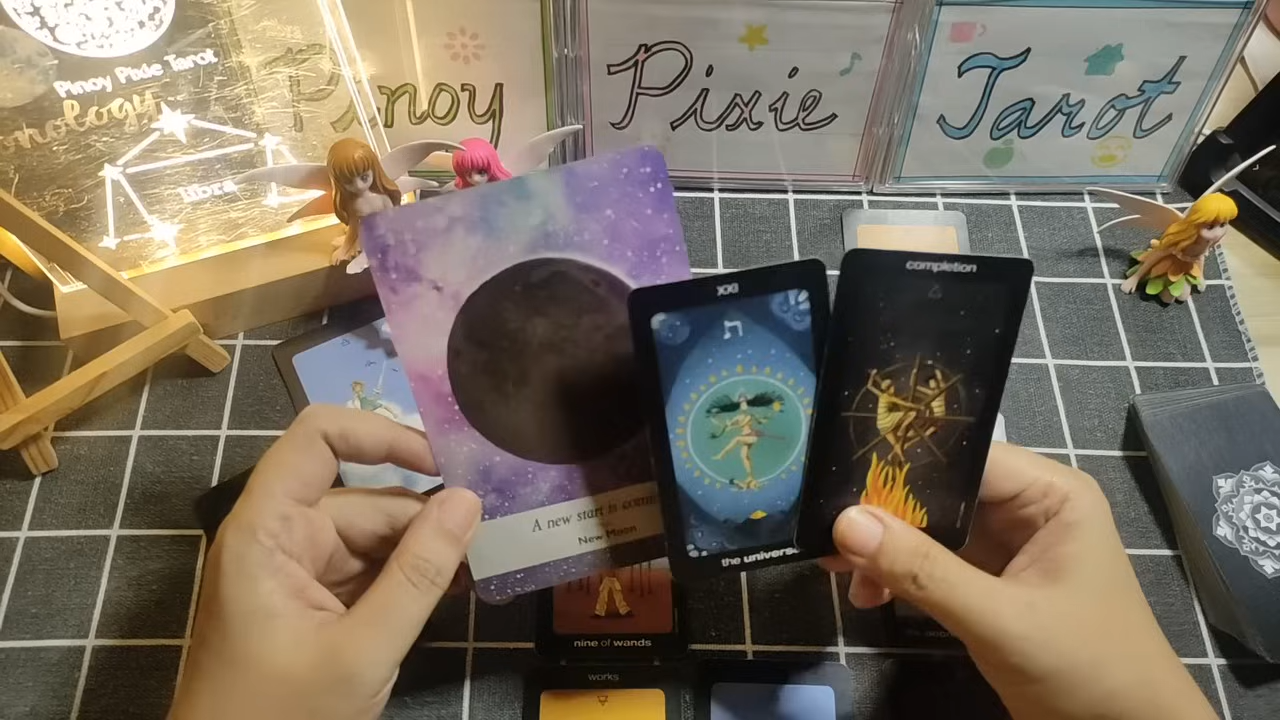 Pinoy Pixie Tarot
libra
Pinoy
Pixie
Tarot
completion
XXI
ת
A new start is
New Moon
the universe
nine of wands
works